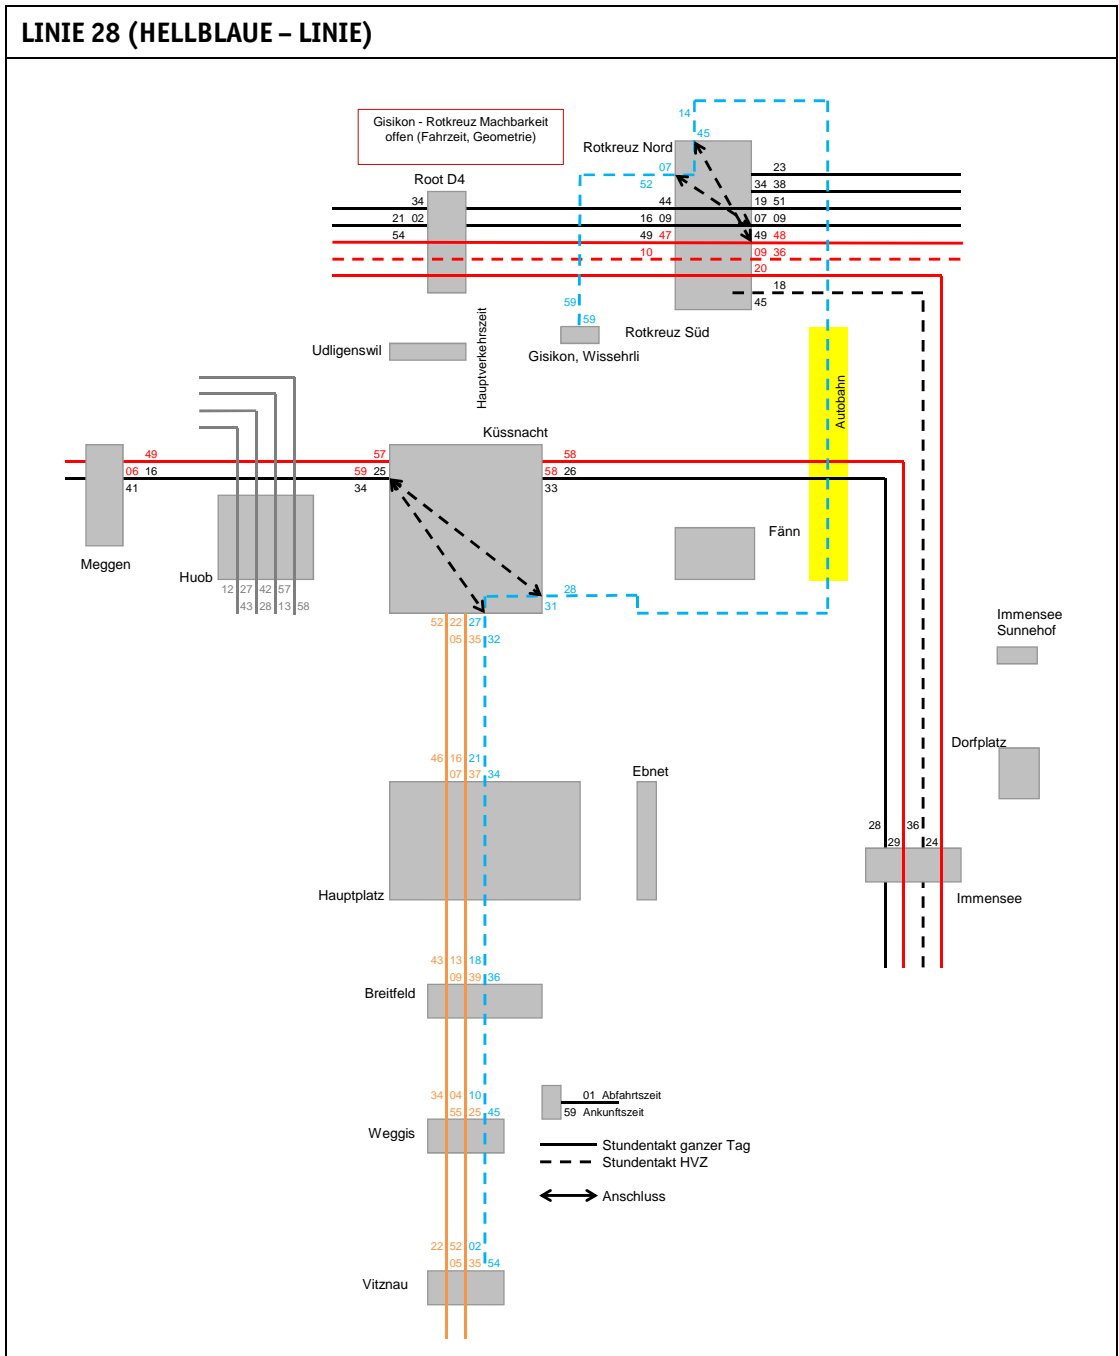 LINIE 28 (HELLBLAUE – LINIE)
Gisikon - Rotkreuz Machbarkeit
offen (Fahrzeit, Geometrie)
14
45
Rotkreuz Nord
07
52
23
Root D4
34 38
34
44
19 51
21 02
16 09
07 09
54
49 47
49 48
10
09 36
20
18
45
59
59
Rotkreuz Süd
Gisikon, Wissehrli
Udligenswil
Hauptverkehrszeit
Autobahn
Küssnacht
49
57
58
06 16
59 25
58 26
41
34
33
Meggen
Huob
Fänn
12 27 42 57
43 28 13 58
28
31
52 22 27
05 35 32
Immensee
Sunnehof
Dorfplatz
46 16 21
07 37 34
Ebnet
28 36
29 24
Hauptplatz
Immensee
43 13 18
09 39 36
Breitfeld
34 04 10
55 25 45
Weggis
01 Abfahrtszeit
59 Ankunftszeit
Stundentakt ganzer Tag
Stundentakt HVZ
Anschluss
22 52 02
05 35 54
Vitznau